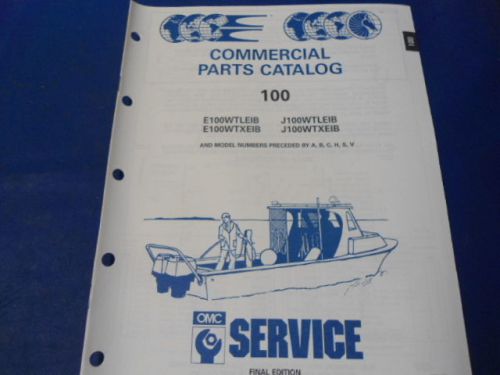 COMMERCIAL
PARTS CATALOG
100
E100WTLEIB J100WTLEIB
E100WTXEIB J100WTXEIB
AND MODEL NUMBERS PRECEDED BY A, B, C, H, S, V
OMC
SERVICE
FINAL EDITION